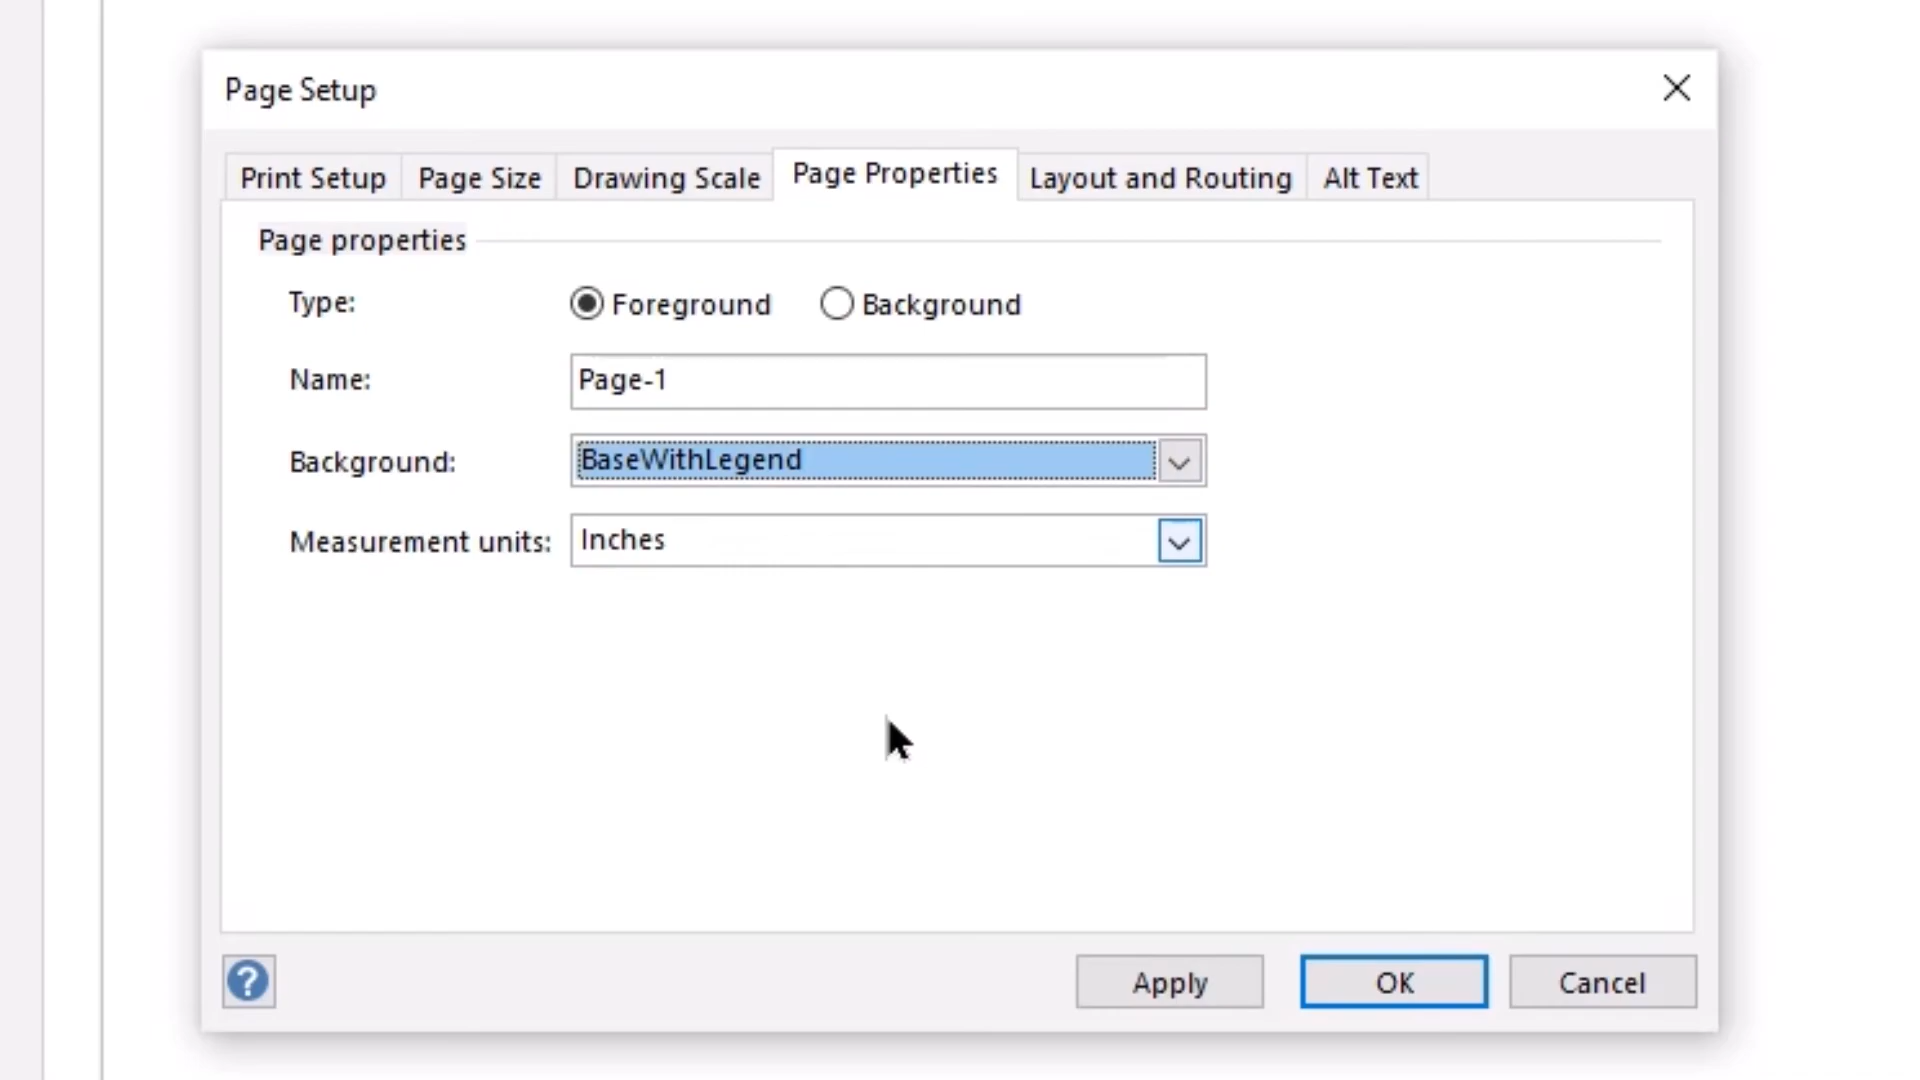 Page Setup
Print Setup Page Size Drawing Scale Page Properties Layout and Routing Alt Text
Page properties
Type: Foreground Background
Name: Page-1
Background: BaseWithLegend
Measurement units: Inches
? Apply OK Cancel